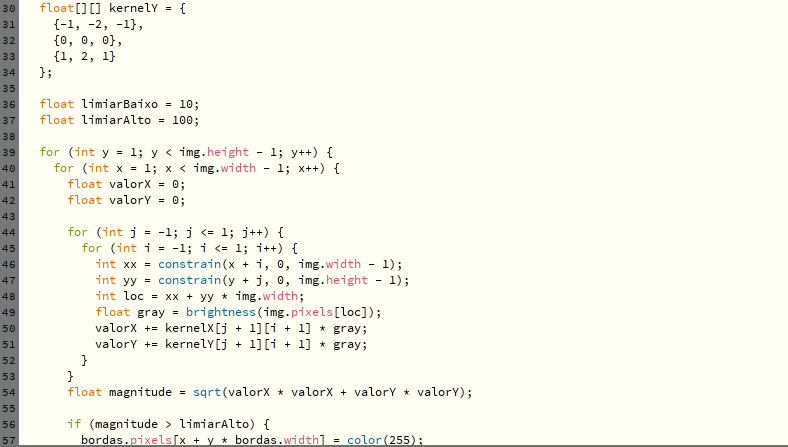 30 float[][] kernelY = {
31 {-1, -2, -1},
32 {0, 0, 0},
33 {1, 2, 1}
34 };
35
36 float limiarBaixo = 10;
37 float limiarAlto = 100;
38
39 for (int y = 1; y < img.height - 1; y++) {
40 for (int x = 1; x < img.width - 1; x++) {
41 float valorX = 0;
42 float valorY = 0;
43
44 for (int j = -1; j <= 1; j++) {
45 for (int i = -1; i <= 1; i++) {
46 int xx = constrain(x + i, 0, img.width - 1);
47 int yy = constrain(y + j, 0, img.height - 1);
48 int loc = xx + yy * img.width;
49 float gray = brightness(img.pixels[loc]);
50 valorX += kernelX[j + 1][i + 1] * gray;
51 valorY += kernelY[j + 1][i + 1] * gray;
52 }
53 }
54 float magnitude = sqrt(valorX * valorX + valorY * valorY);
55
56 if (magnitude > limiarAlto) {
57 bordas.pixels[x + y * bordas.width] = color(255);